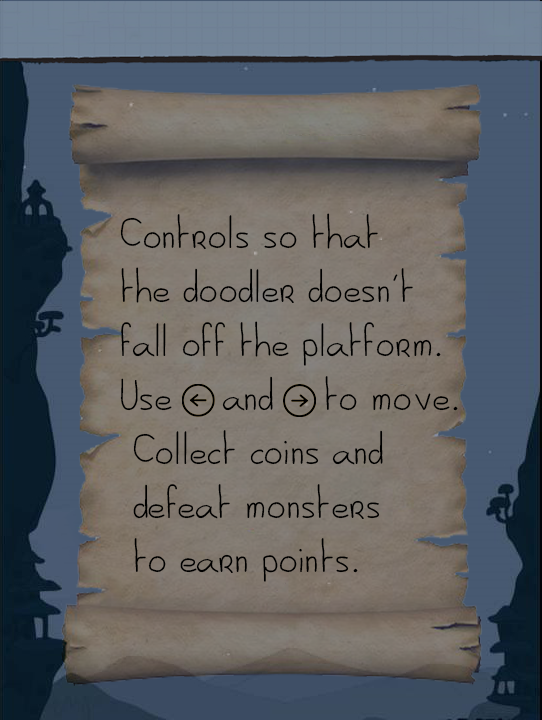 Controls so that
the doodler doesn't
fall off the platform.
Use ← and → to move.
Collect coins and
defeat monsters
to earn points.